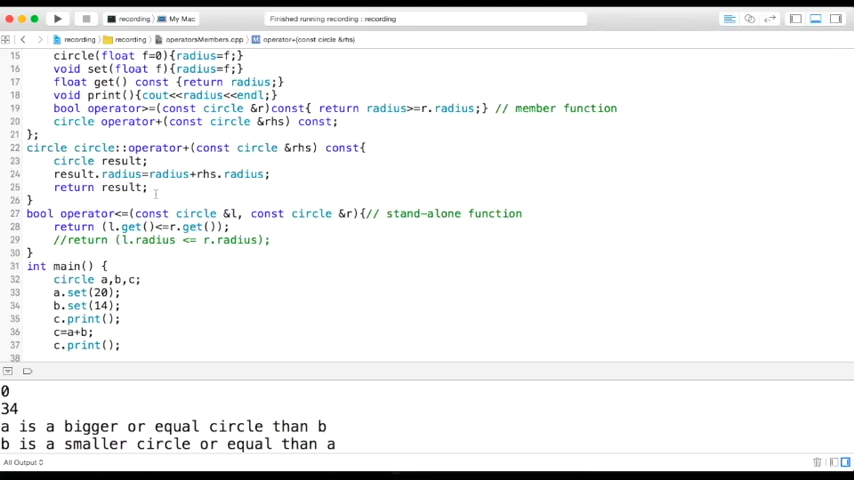 recording My Mac Finished running recording : recording
recording recording operatorsMembers.cpp operator+(const circle &rhs)
15 circle(float f=0){radius=f;}
16 void set(float f){radius=f;}
17 float get() const {return radius;}
18 void print(){cout<<radius<<endl;}
19 bool operator>=(const circle &r)const{ return radius>=r.radius;} // member function
20 circle operator+(const circle &rhs) const;
21 };
22 circle circle::operator+(const circle &rhs) const{
23 circle result;
24 result.radius=radius+rhs.radius;
25 return result;
26 }
27 bool operator<=(const circle &l, const circle &r){// stand-alone function
28 return (l.get()<=r.get());
29 //return (l.radius <= r.radius);
30 }
31 int main() {
32 circle a,b,c;
33 a.set(20);
34 b.set(14);
35 c.print();
36 c=a+b;
37 c.print();
38
0
34
a is a bigger or equal circle than b
b is a smaller circle or equal than a
All Output